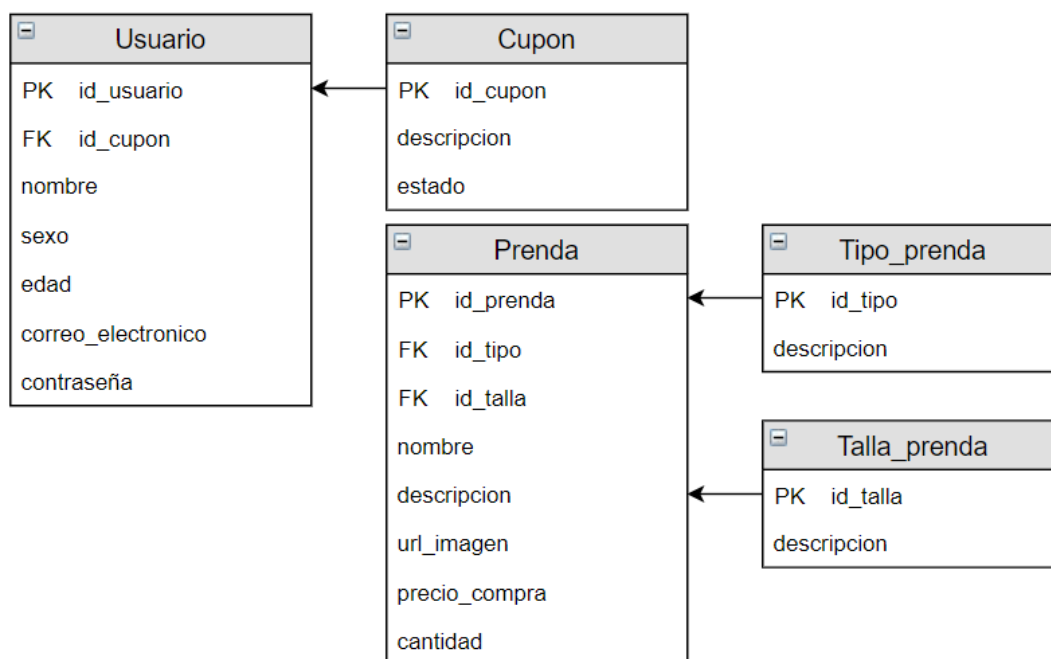 Usuario
PK id_usuario
FK id_cupon
nombre
sexo
edad
correo_electronico
contraseña
Cupon
PK id_cupon
descripcion
estado
Prenda
PK id_prenda
FK id_tipo
FK id_talla
nombre
descripcion
url_imagen
precio_compra
cantidad
Tipo_prenda
PK id_tipo
descripcion
Talla_prenda
PK id_talla
descripcion